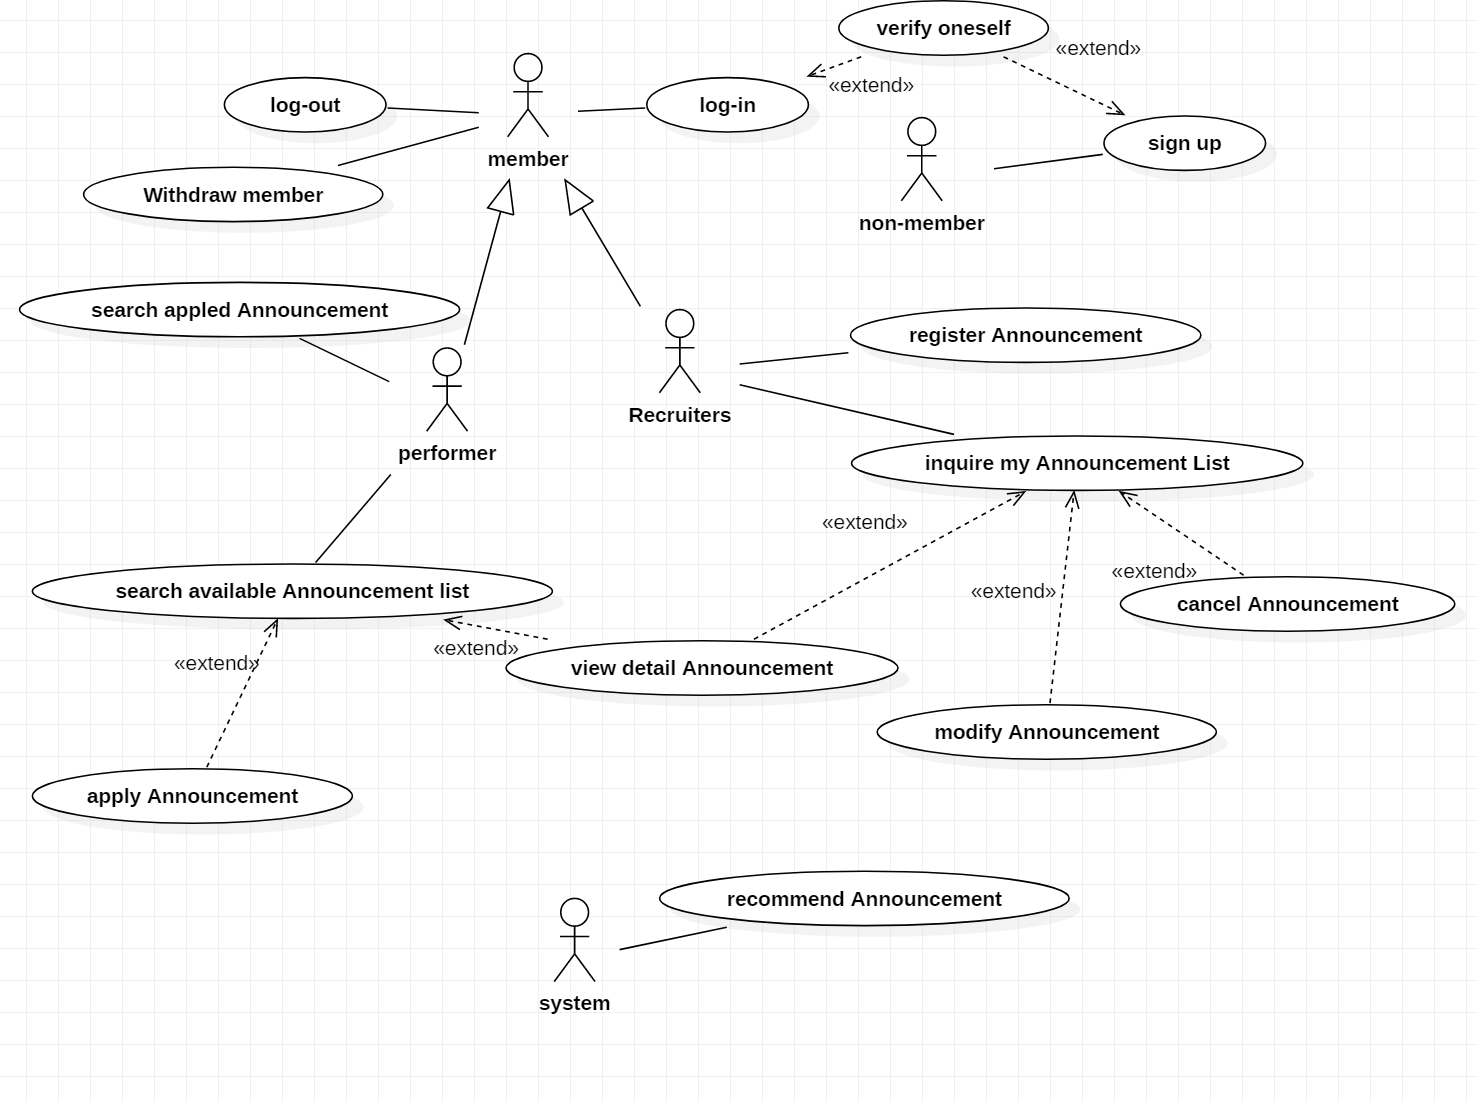 verify oneself
«extend»
«extend»
log-out
log-in
sign up
member
Withdraw member
non-member
search appled Announcement
register Announcement
Recruiters
performer
inquire my Announcement List
«extend»
«extend»
«extend»
search available Announcement list
cancel Announcement
«extend»
«extend»
view detail Announcement
modify Announcement
apply Announcement
recommend Announcement
system